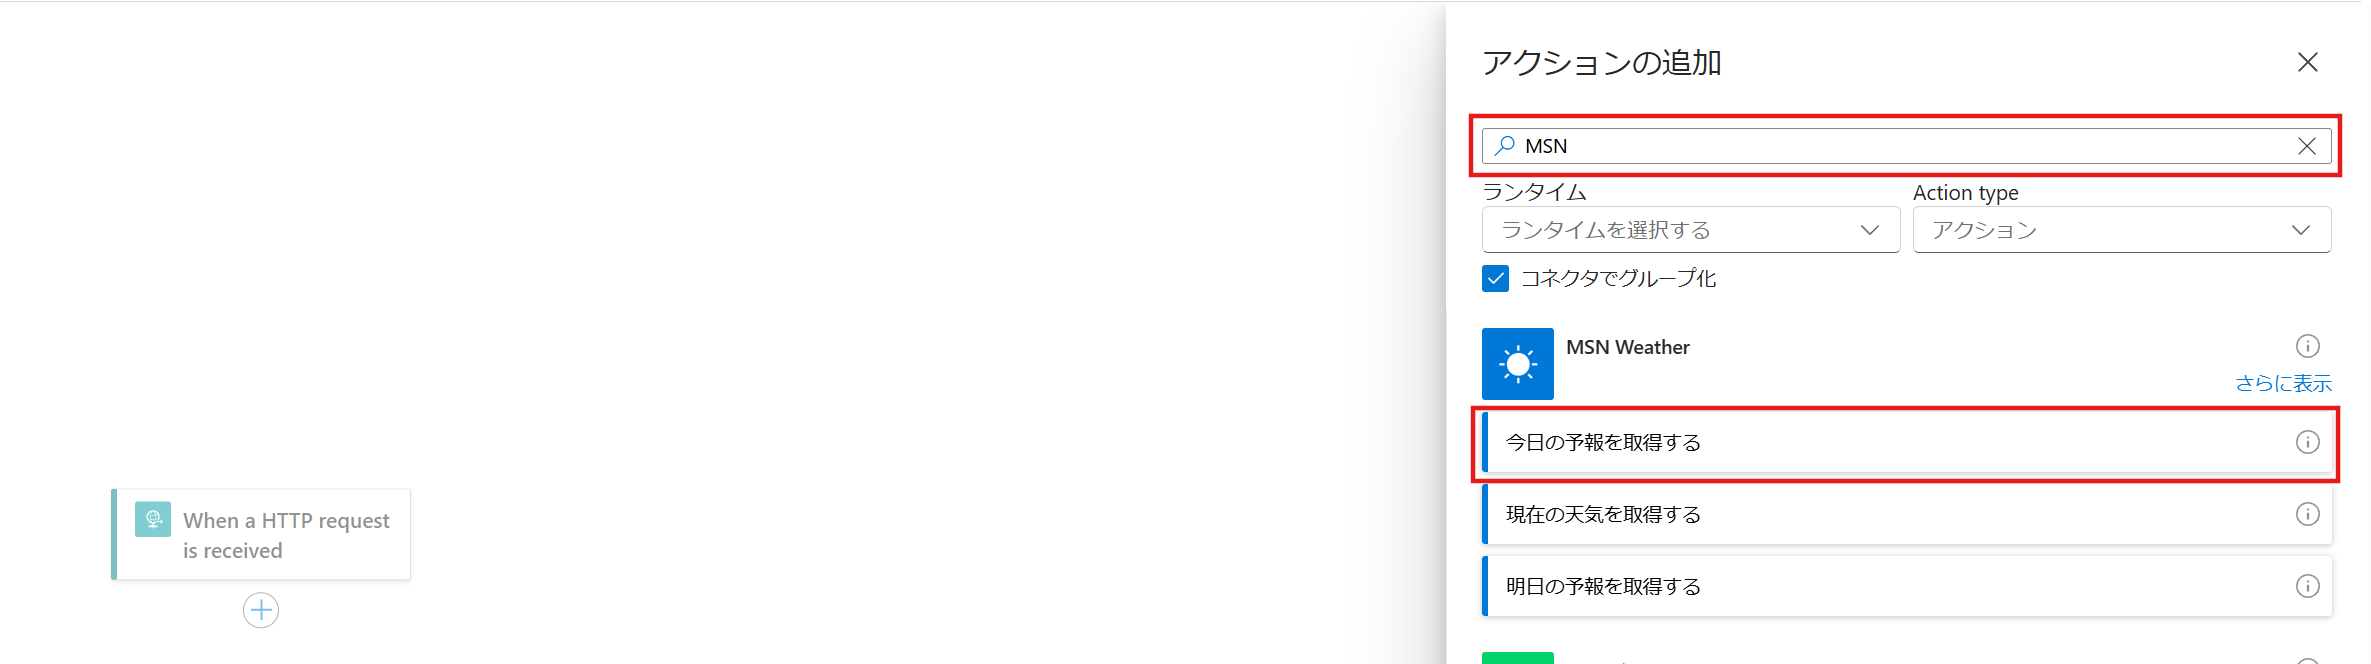 アクションの追加
MSN
ランタイム
Action type
ランタイムを選択する
アクション
コネクタでグループ化
MSN Weather
さらに表示
今日の予報を取得する
現在の天気を取得する
明日の予報を取得する
When a HTTP request
is received